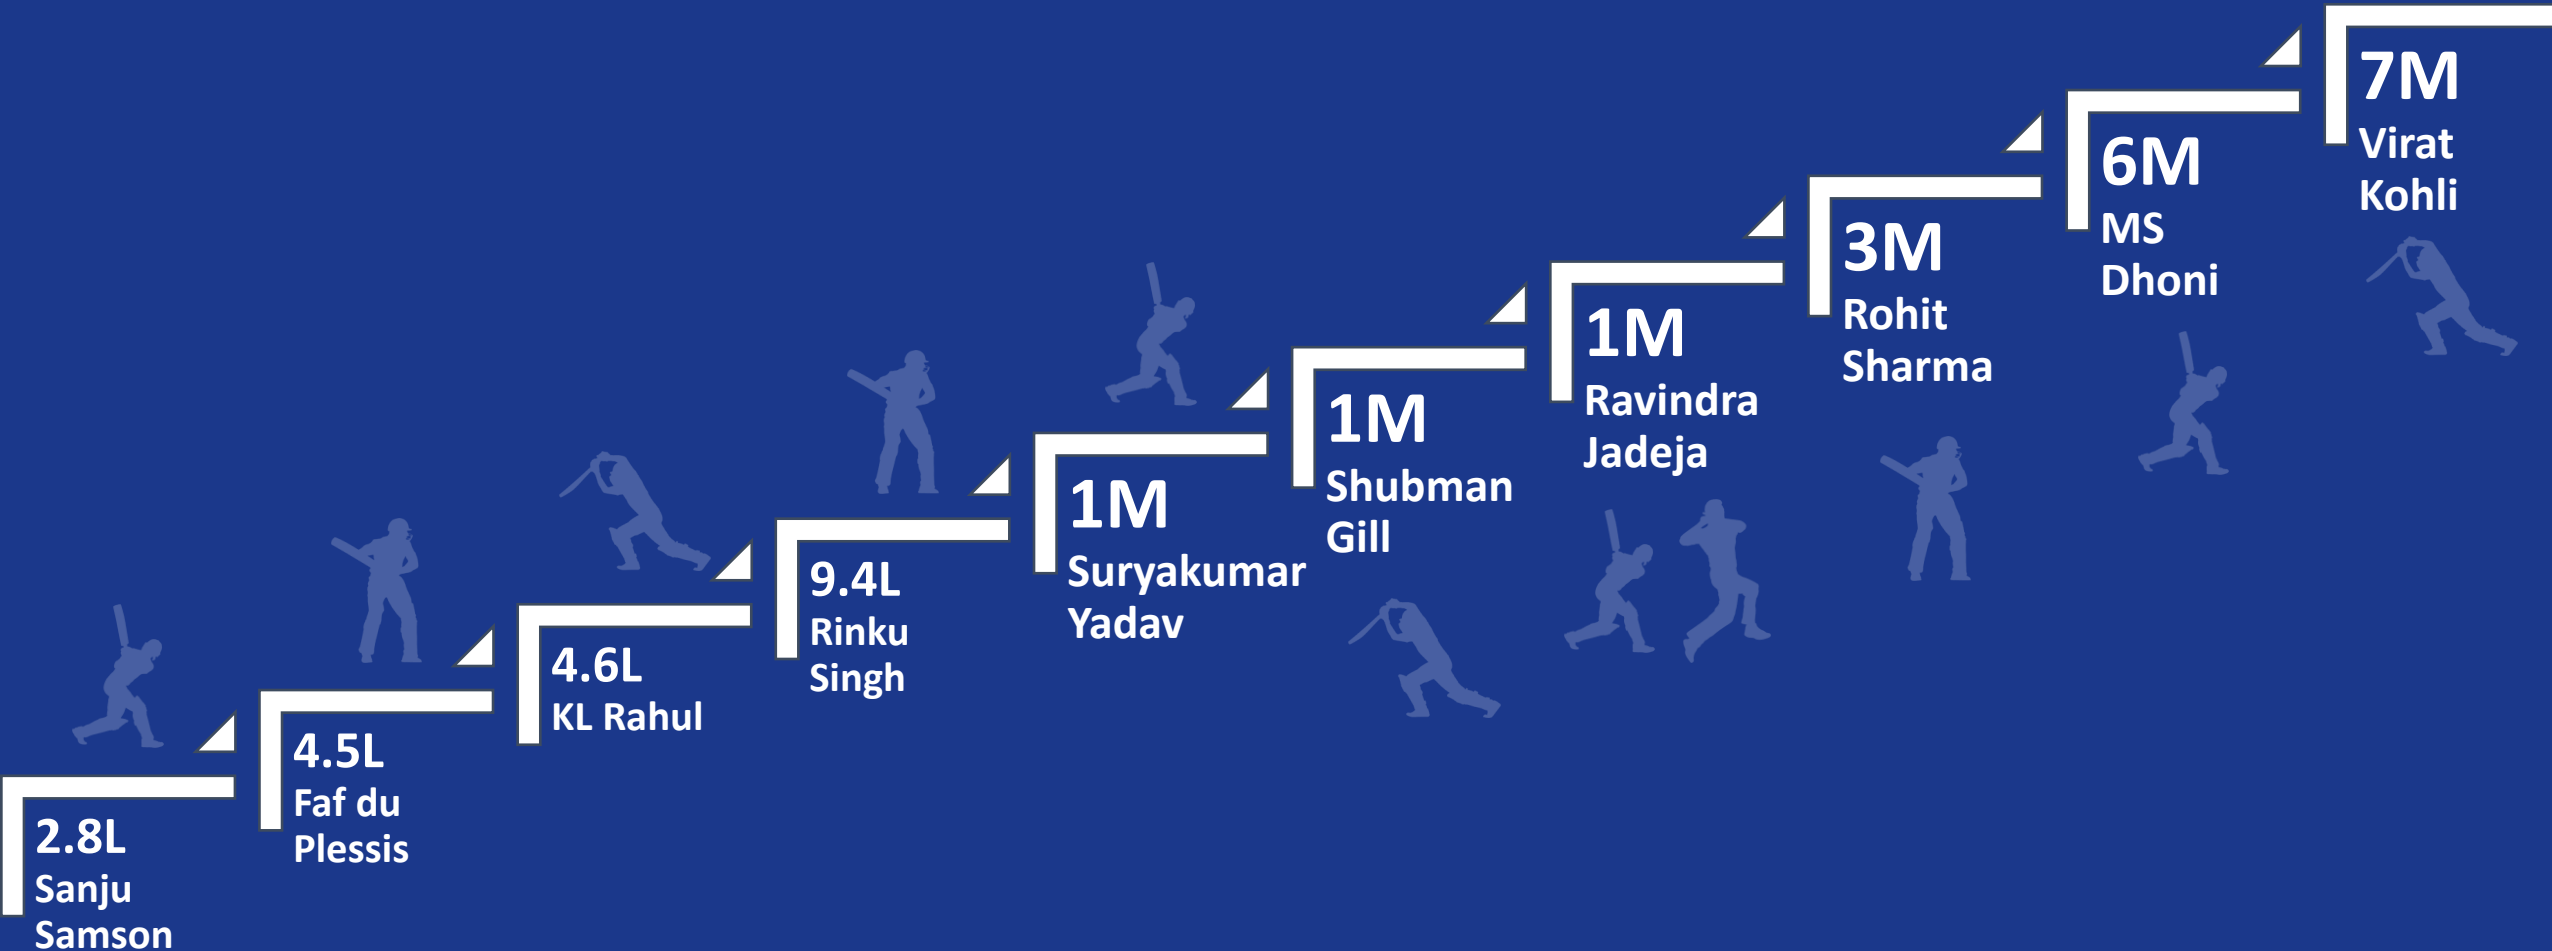 7M
Virat
Kohli
6M
MS
Dhoni
3M
Rohit
Sharma
1M
Ravindra
Jadeja
1M
Shubman
Gill
1M
Suryakumar
Yadav
9.4L
Rinku
Singh
4.6L
KL Rahul
4.5L
Faf du
Plessis
2.8L
Sanju
Samson